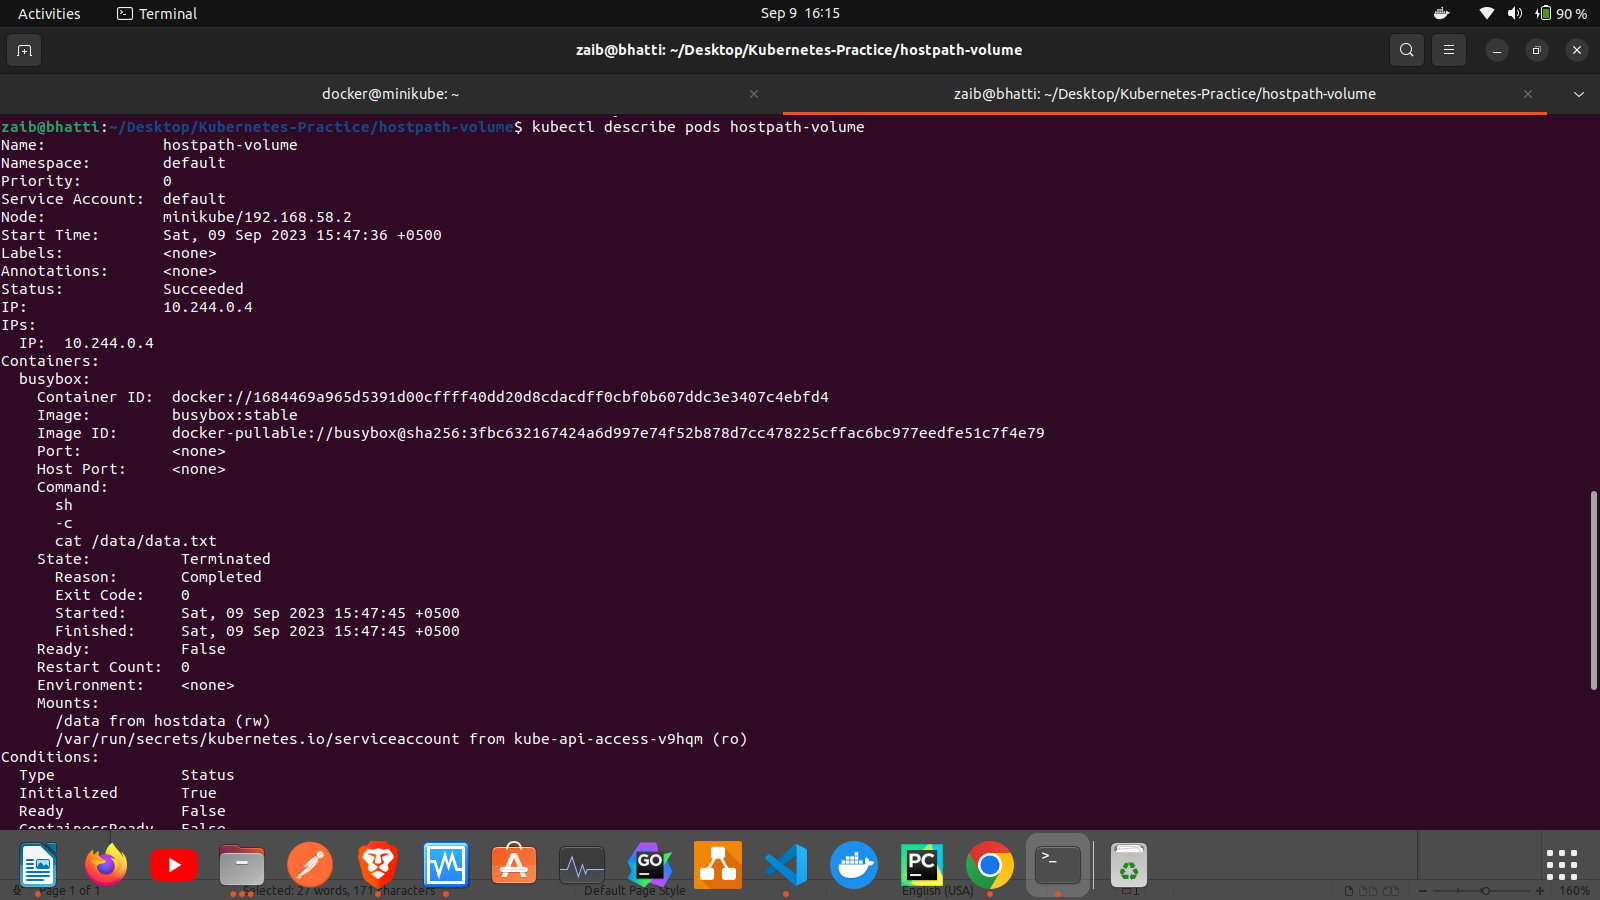 Activities Terminal Sep 9 16:15 90 %
zaib@bhatti: ~/Desktop/Kubernetes-Practice/hostpath-volume
docker@minikube: ~ zaib@bhatti: ~/Desktop/Kubernetes-Practice/hostpath-volume
zaib@bhatti:~/Desktop/Kubernetes-Practice/hostpath-volume$ kubectl describe pods hostpath-volume
Name: hostpath-volume
Namespace: default
Priority: 0
Service Account: default
Node: minikube/192.168.58.2
Start Time: Sat, 09 Sep 2023 15:47:36 +0500
Labels: <none>
Annotations: <none>
Status: Succeeded
IP: 10.244.0.4
IPs:
IP: 10.244.0.4
Containers:
busybox:
Container ID: docker://1684469a965d5391d00cffff40dd20d8cdacdff0cbf0b607ddc3e3407c4ebfd4
Image: busybox:stable
Image ID: docker-pullable://busybox@sha256:3fbc632167424a6d997e74f52b878d7cc478225cffac6bc977eedfe51c7f4e79
Port: <none>
Host Port: <none>
Command:
sh
-c
cat /data/data.txt
State: Terminated
Reason: Completed
Exit Code: 0
Started: Sat, 09 Sep 2023 15:47:45 +0500
Finished: Sat, 09 Sep 2023 15:47:45 +0500
Ready: False
Restart Count: 0
Environment: <none>
Mounts:
/data from hostdata (rw)
/var/run/secrets/kubernetes.io/serviceaccount from kube-api-access-v9hqm (ro)
Conditions:
Type Status
Initialized True
Ready False
ContainersReady False
GO PC >_
Page 1 of 1 Selected: 27 words, 171 characters Default Page Style English (USA) 160%